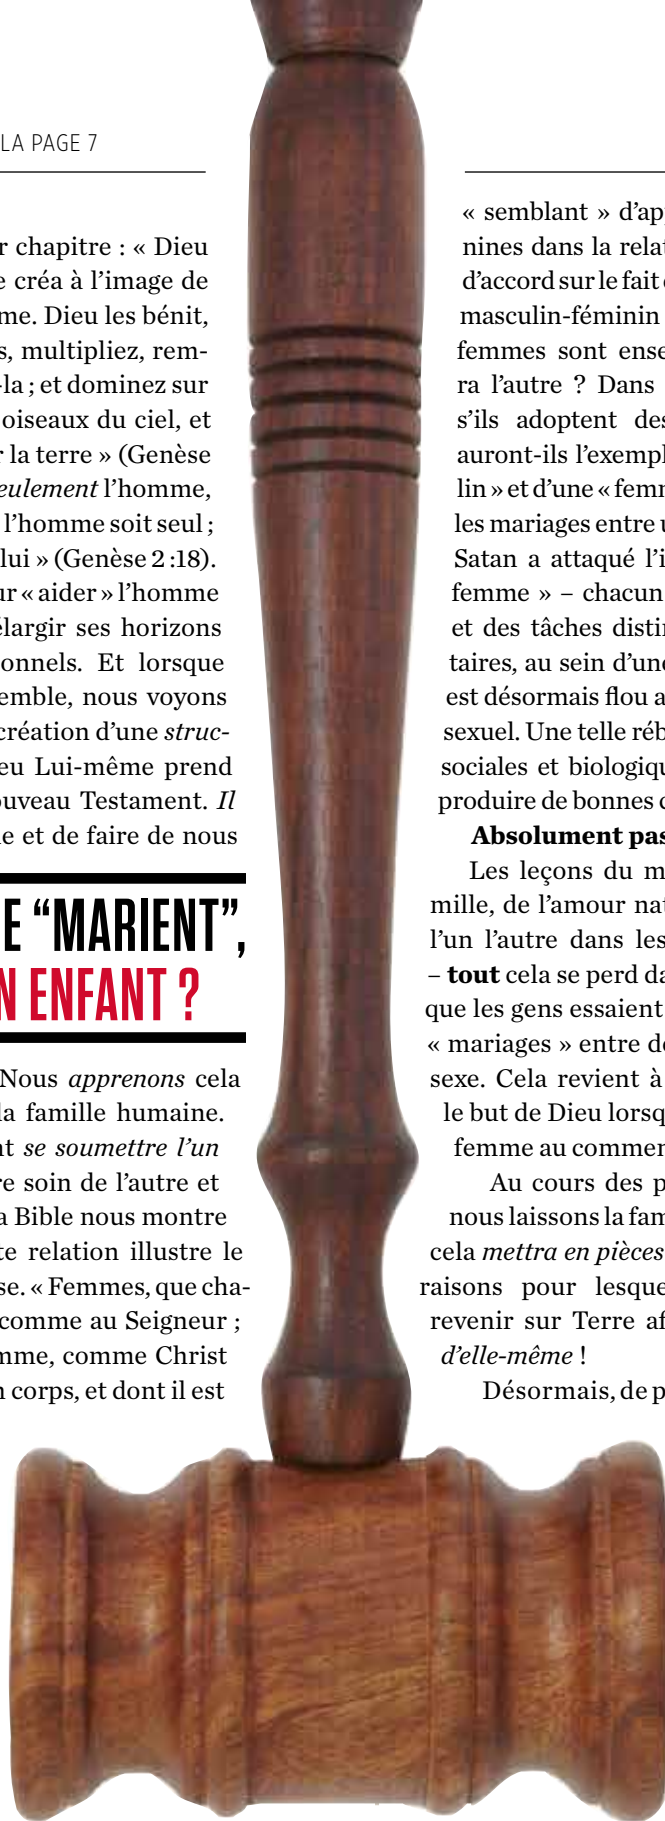 LA PAGE 7
r chapitre : « Dieu
e créa à l’image de
me. Dieu les bénit,
s, multipliez, rem-
-la ; et dominez sur
oiseaux du ciel, et
r la terre » (Genèse
eulement l’homme,
l’homme soit seul ;
lui » (Genèse 2 :18).
ur « aider » l’homme
élargir ses horizons
onnels. Et lorsque
emble, nous voyons
création d’une struc-
eu Lui-même prend
ouveau Testament. Il
e et de faire de nous
E “MARIENT”,
N ENFANT ?
Nous apprenons cela
la famille humaine.
nt se soumettre l’un
re soin de l’autre et
a Bible nous montre
te relation illustre le
se. « Femmes, que cha-
comme au Seigneur ;
mme, comme Christ
n corps, et dont il est
« semblant » d’ap
nines dans la relat
d’accord sur le fait
masculin-féminin
femmes sont ense
ra l’autre ? Dans
s’ils adoptent des
auront-ils l’exempl
lin » et d’une « femm
les mariages entre u
Satan a attaqué l’i
femme » – chacun
et des tâches distin
taires, au sein d’une
est désormais flou a
sexuel. Une telle réb
sociales et biologiqu
produire de bonnes c
Absolument pas
Les leçons du m
mille, de l’amour nat
l’un l’autre dans les
– tout cela se perd da
que les gens essaient
« mariages » entre de
sexe. Cela revient à
le but de Dieu lorsqu
femme au commen
Au cours des p
nous laissons la fam
cela mettra en pièces
raisons pour lesque
revenir sur Terre af
d’elle-même !
Désormais, de p